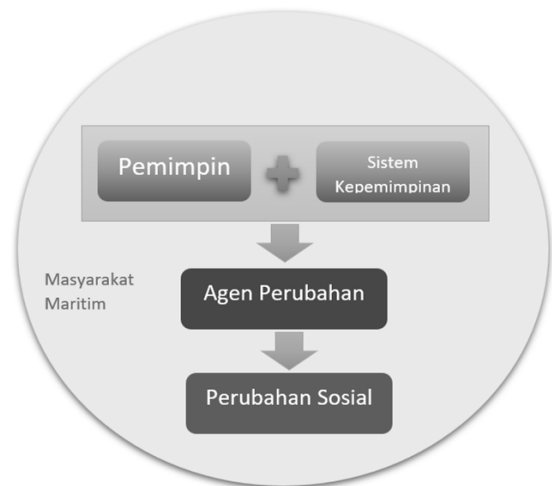 Pemimpin
Sistem
Kepemimpinan
Masyarakat
Maritim
Agen Perubahan
Perubahan Sosial